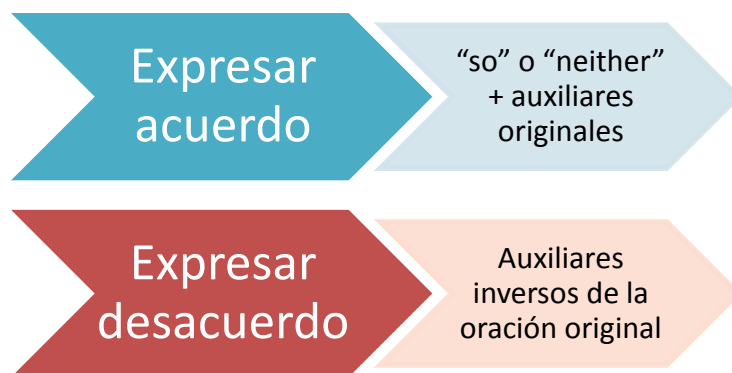 Expresar
acuerdo
“so” o “neither”
+ auxiliares
originales
Expresar
desacuerdo
Auxiliares
inversos de la
oración original